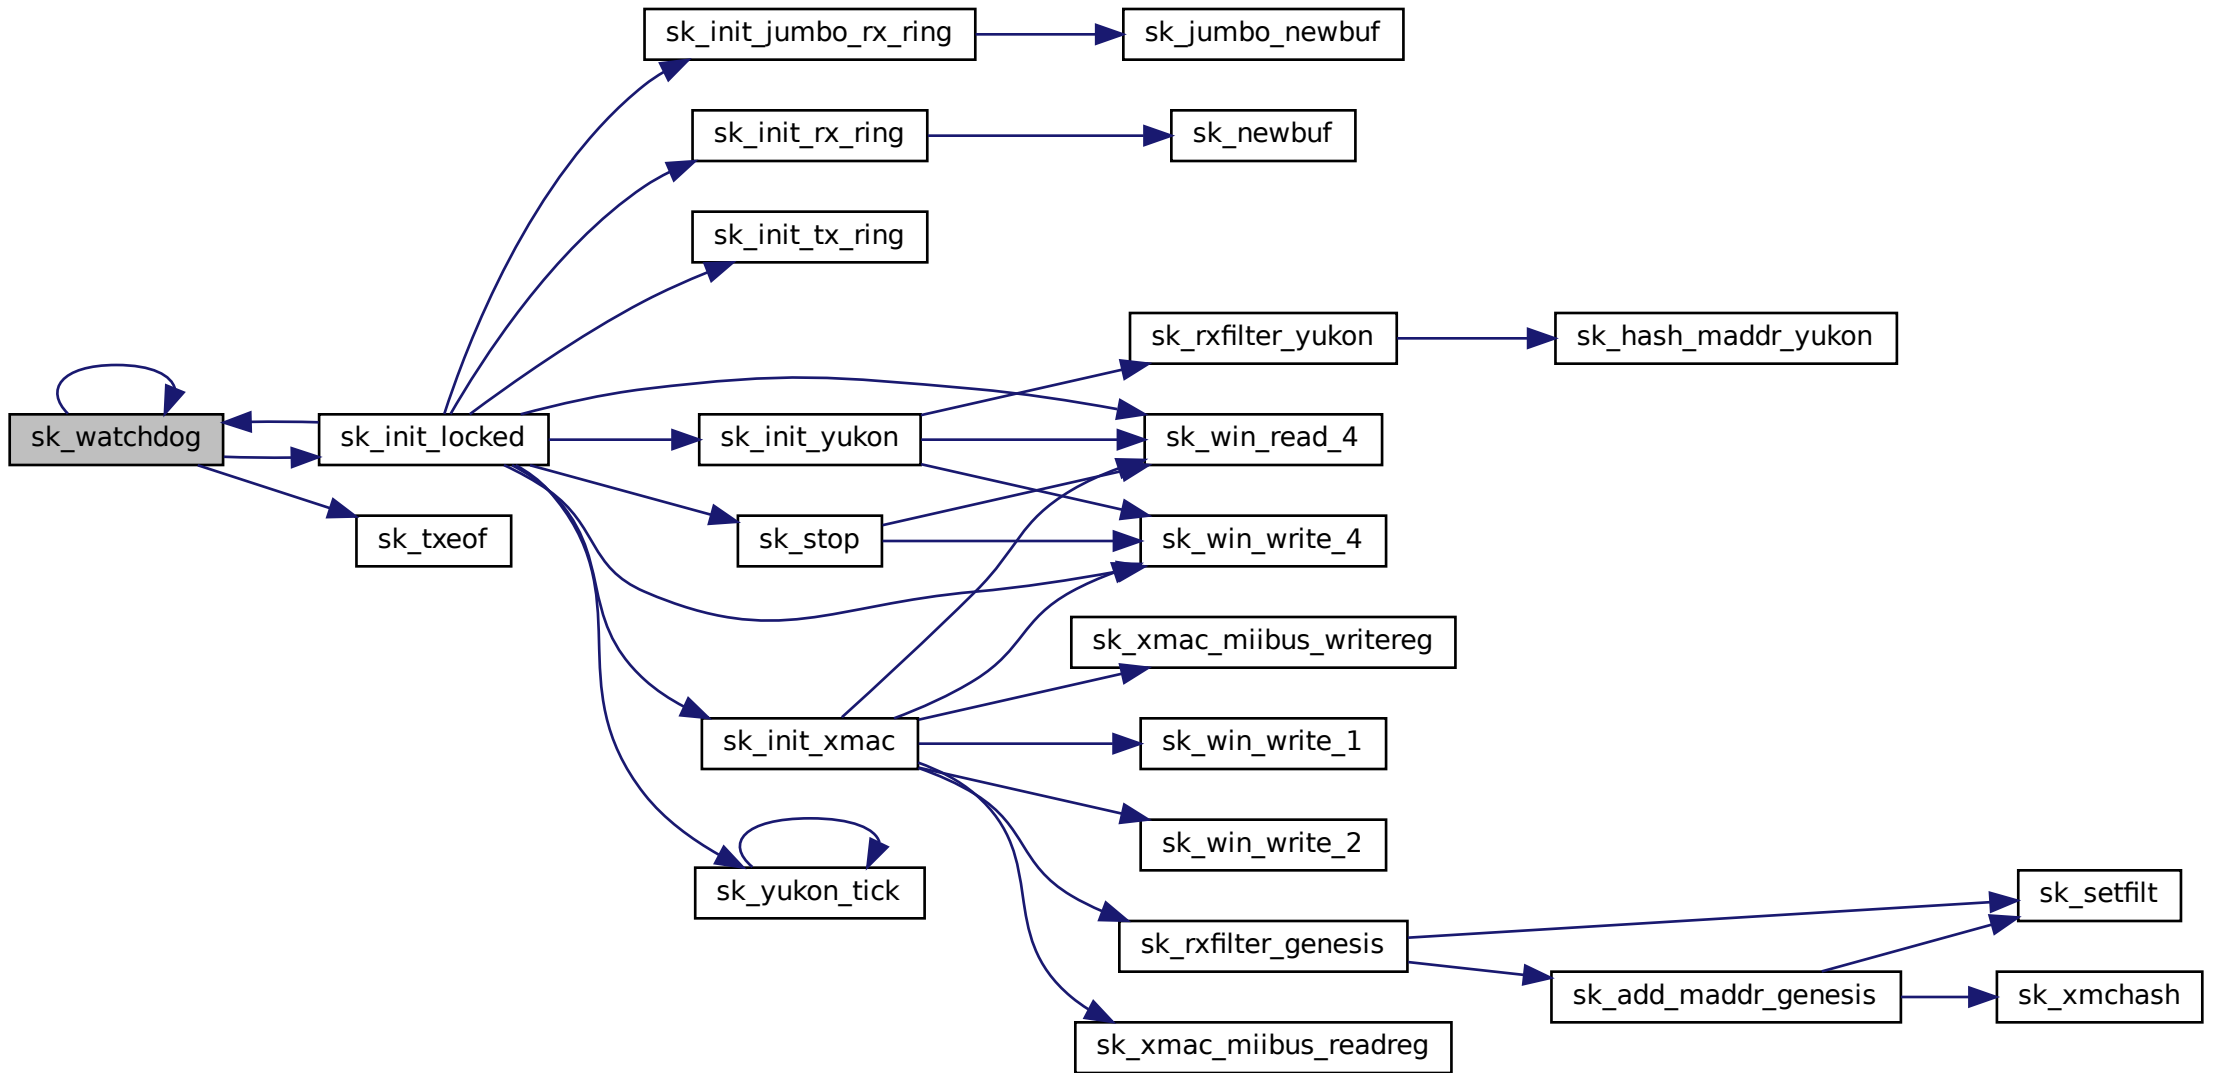 sk_init_jumbo_rx_ring
sk_jumbo_newbuf
sk_init_rx_ring
sk_newbuf
sk_init_tx_ring
sk_rxfilter_yukon
sk_hash_maddr_yukon
sk_watchdog
sk_init_locked
sk_init_yukon
sk_win_read_4
sk_txeof
sk_stop
sk_win_write_4
sk_xmac_miibus_writereg
sk_init_xmac
sk_win_write_1
sk_win_write_2
sk_yukon_tick
sk_setfilt
sk_rxfilter_genesis
sk_add_maddr_genesis
sk_xmchash
sk_xmac_miibus_readreg